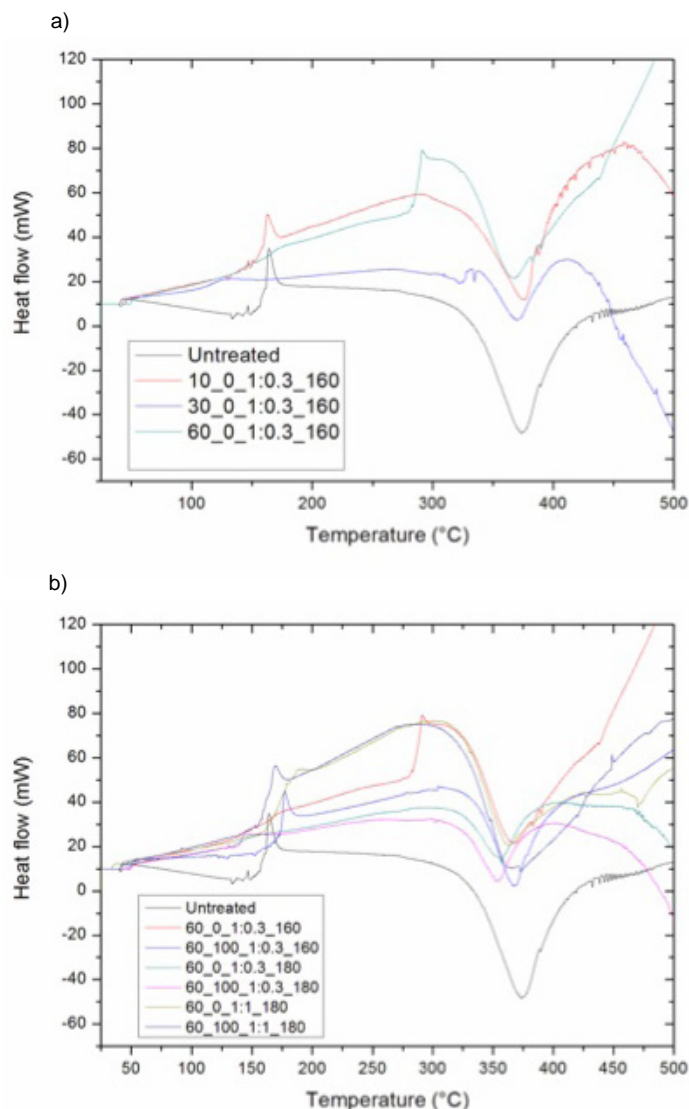 a)
120
100
80
60
40
20
0
-20
-40
-60
Heat flow (mW)
Untreated
10_0_1:0.3_160
30_0_1:0.3_160
60_0_1:0.3_160
100 200 300 400 500
Temperature (°C)
b)
120
100
80
60
40
20
0
-20
-40
-60
Heat flow (mW)
Untreated
60_0_1:0.3_160
60_100_1:0.3_160
60_0_1:0.3_180
60_100_1:0.3_180
60_0_1:1_180
60_100_1:1_180
50 100 150 200 250 300 350 400 450 500
Temperature (°C)